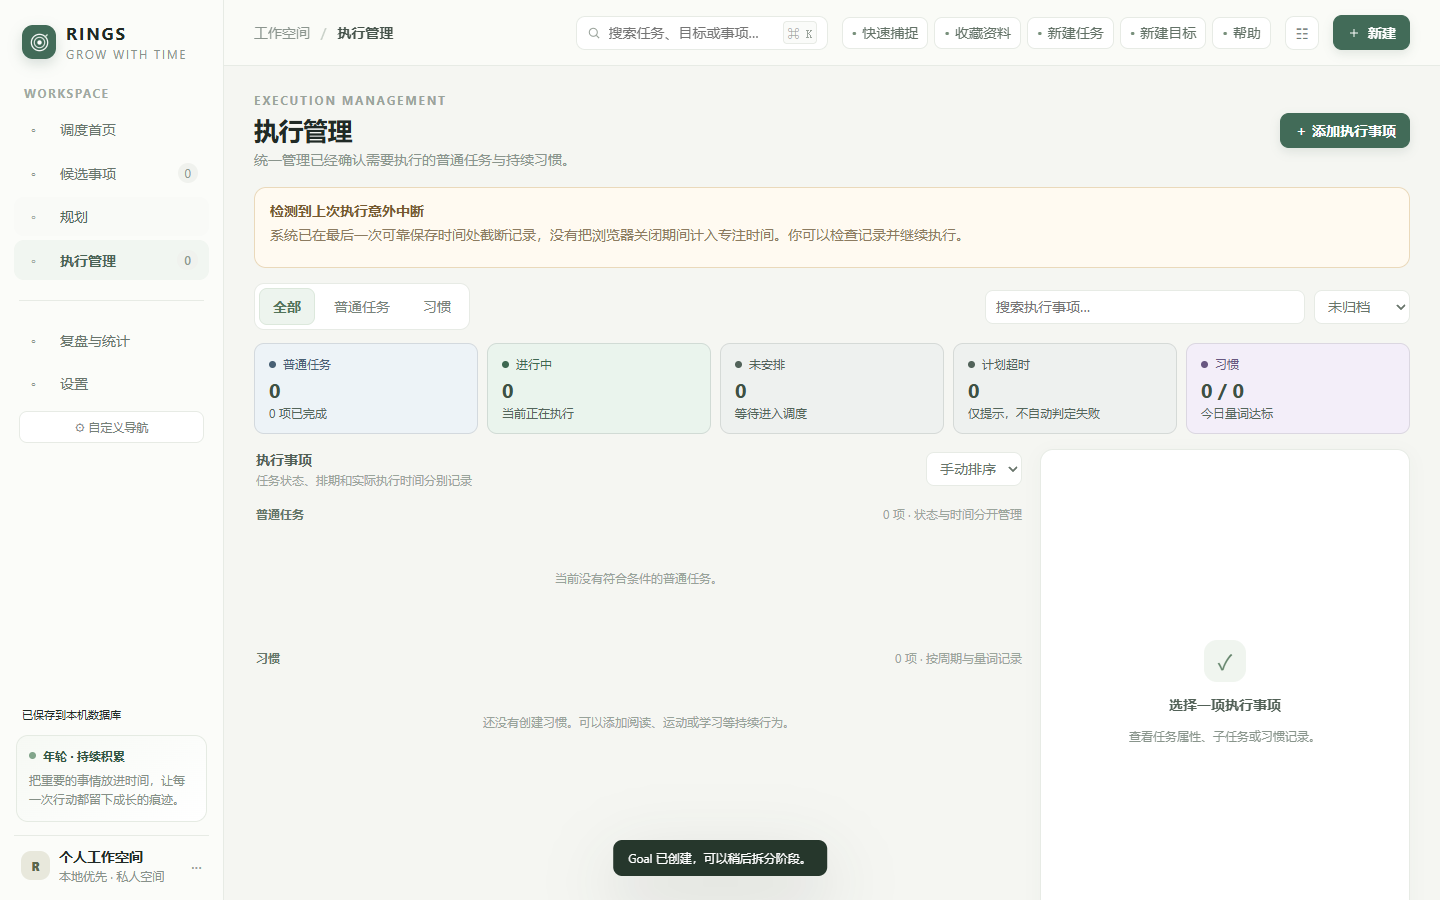 RINGS
GROW WITH TIME
WORKSPACE
调度首页
候选事项 0
规划
执行管理 0
复盘与统计
设置
自定义导航
已保存到本机数据库
年轮 · 持续积累
把重要的事情放进时间，让每
一次行动都留下成长的痕迹。
R
个人工作空间
本地优先 · 私人空间
工作空间 / 执行管理
搜索任务、目标或事项... ⌘ K
快速捕捉
收藏资料
新建任务
新建目标
帮助
+ 新建
EXECUTION MANAGEMENT
执行管理
统一管理已经确认需要执行的普通任务与持续习惯。
+ 添加执行事项
检测到上次执行意外中断
系统已在最后一次可靠保存时间处截断记录，没有把浏览器关闭期间计入专注时间。你可以检查记录并继续执行。
全部 普通任务 习惯
搜索执行事项...
未归档
普通任务
0
0 项已完成
进行中
0
当前正在执行
未安排
0
等待进入调度
计划超时
0
仅提示，不自动判定失败
习惯
0 / 0
今日量词达标
执行事项
任务状态、排期和实际执行时间分别记录
手动排序
普通任务
0 项 · 状态与时间分开管理
当前没有符合条件的普通任务。
习惯
0 项 · 按周期与量词记录
还没有创建习惯。可以添加阅读、运动或学习等持续行为。
✓
选择一项执行事项
查看任务属性、子任务或习惯记录。
Goal 已创建，可以稍后拆分阶段。